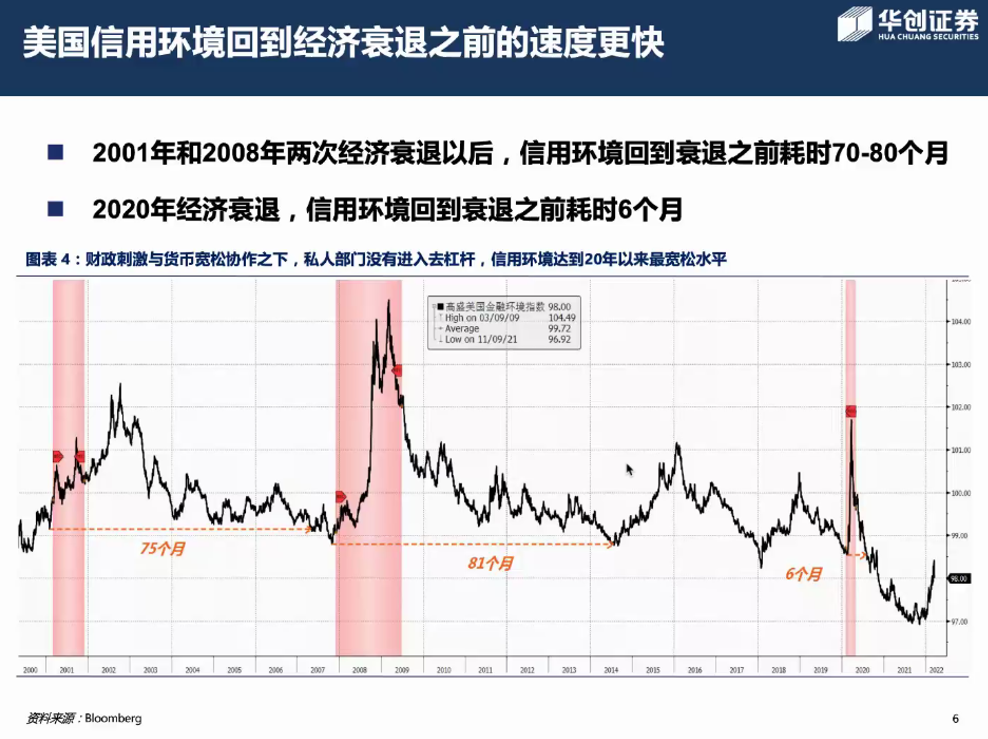 美国信用环境回到经济衰退之前的速度更快
华创证券
HUA CHUANG SECURITIES
2001年和2008年两次经济衰退以后，信用环境回到衰退之前耗时70-80个月
2020年经济衰退，信用环境回到衰退之前耗时6个月
图表 4：财政刺激与货币宽松协作之下，私人部门没有进入去杠杆，信用环境达到20年以来最宽松水平
高盛美国金融环境指数 98.00
High on 03/09/09 104.49
Average 99.72
Low on 11/09/21 96.92
104.00
103.00
102.00
101.00
100.00
99.00
98.00
97.00
75个月
81个月
6个月
2000 2001 2002 2003 2004 2005 2006 2007 2008 2009 2010 2011 2012 2013 2014 2015 2016 2017 2018 2019 2020 2021 2022
资料来源：Bloomberg
6